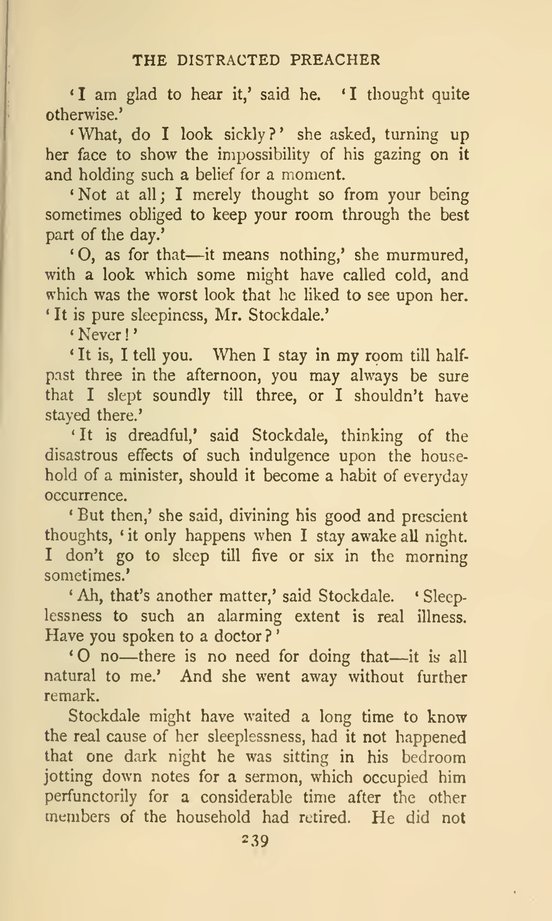 THE DISTRACTED PREACHER
‘I am glad to hear it,’ said he. ‘I thought quite
otherwise.’
‘What, do I look sickly?’ she asked, turning up
her face to show the impossibility of his gazing on it
and holding such a belief for a moment.
‘Not at all; I merely thought so from your being
sometimes obliged to keep your room through the best
part of the day.’
‘O, as for that—it means nothing,’ she murmured,
with a look which some might have called cold, and
which was the worst look that he liked to see upon her.
‘It is pure sleepiness, Mr. Stockdale.’
‘Never!’
‘It is, I tell you. When I stay in my room till half-
past three in the afternoon, you may always be sure
that I slept soundly till three, or I shouldn’t have
stayed there.’
‘It is dreadful,’ said Stockdale, thinking of the
disastrous effects of such indulgence upon the house-
hold of a minister, should it become a habit of everyday
occurrence.
‘But then,’ she said, divining his good and prescient
thoughts, ‘it only happens when I stay awake all night.
I don’t go to sleep till five or six in the morning
sometimes.’
‘Ah, that’s another matter,’ said Stockdale. ‘Sleep-
lessness to such an alarming extent is real illness.
Have you spoken to a doctor?’
‘O no—there is no need for doing that—it is all
natural to me.’ And she went away without further
remark.
Stockdale might have waited a long time to know
the real cause of her sleeplessness, had it not happened
that one dark night he was sitting in his bedroom
jotting down notes for a sermon, which occupied him
perfunctorily for a considerable time after the other
members of the household had retired. He did not
239